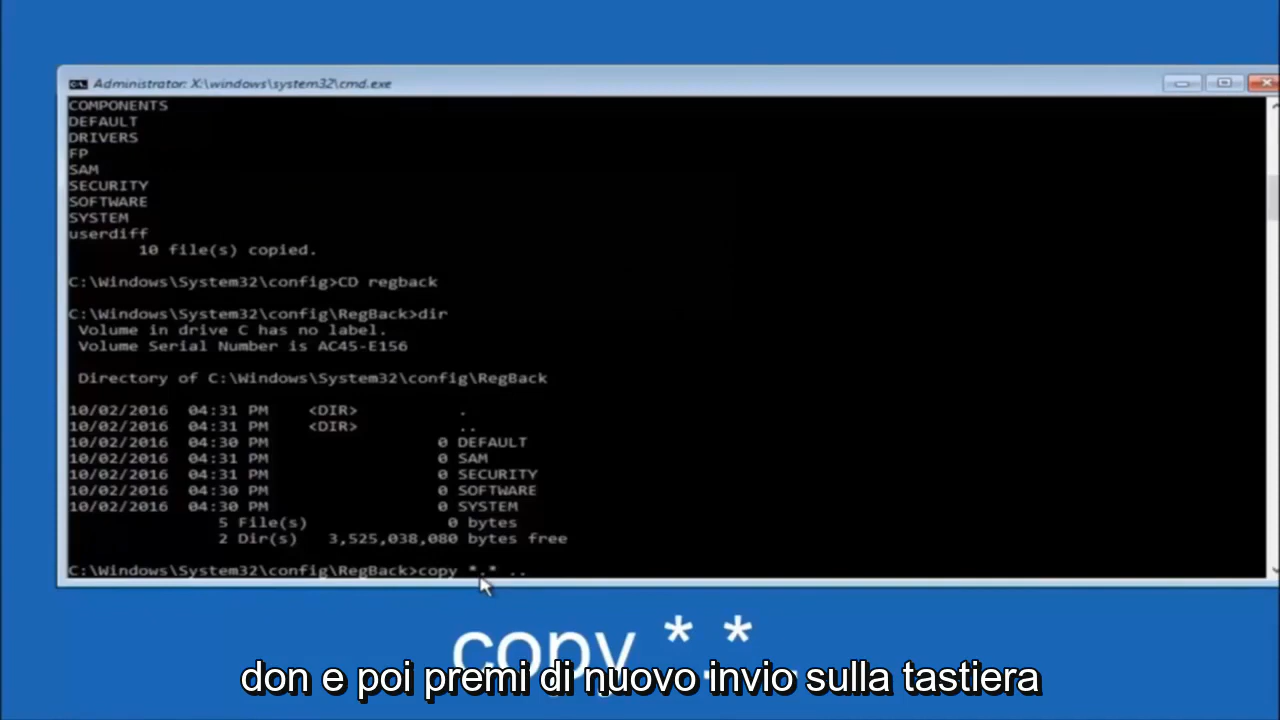 Administrator: X:\windows\system32\cmd.exe
COMPONENTS
DEFAULT
DRIVERS
FP
SAM
SECURITY
SOFTWARE
SYSTEM
userdiff
10 file(s) copied.
C:\Windows\System32\config>CD regback
C:\Windows\System32\config\RegBack>dir
Volume in drive C has no label.
Volume Serial Number is AC45-E156
Directory of C:\Windows\System32\config\RegBack
10/02/2016 04:31 PM <DIR> .
10/02/2016 04:31 PM <DIR> ..
10/02/2016 04:30 PM 0 DEFAULT
10/02/2016 04:31 PM 0 SAM
10/02/2016 04:31 PM 0 SECURITY
10/02/2016 04:30 PM 0 SOFTWARE
10/02/2016 04:30 PM 0 SYSTEM
5 File(s) 0 bytes
2 Dir(s) 3,525,038,080 bytes free
C:\Windows\System32\config\RegBack>copy *.* ..
copy *.* ..
don e poi premi di nuovo invio sulla tastiera